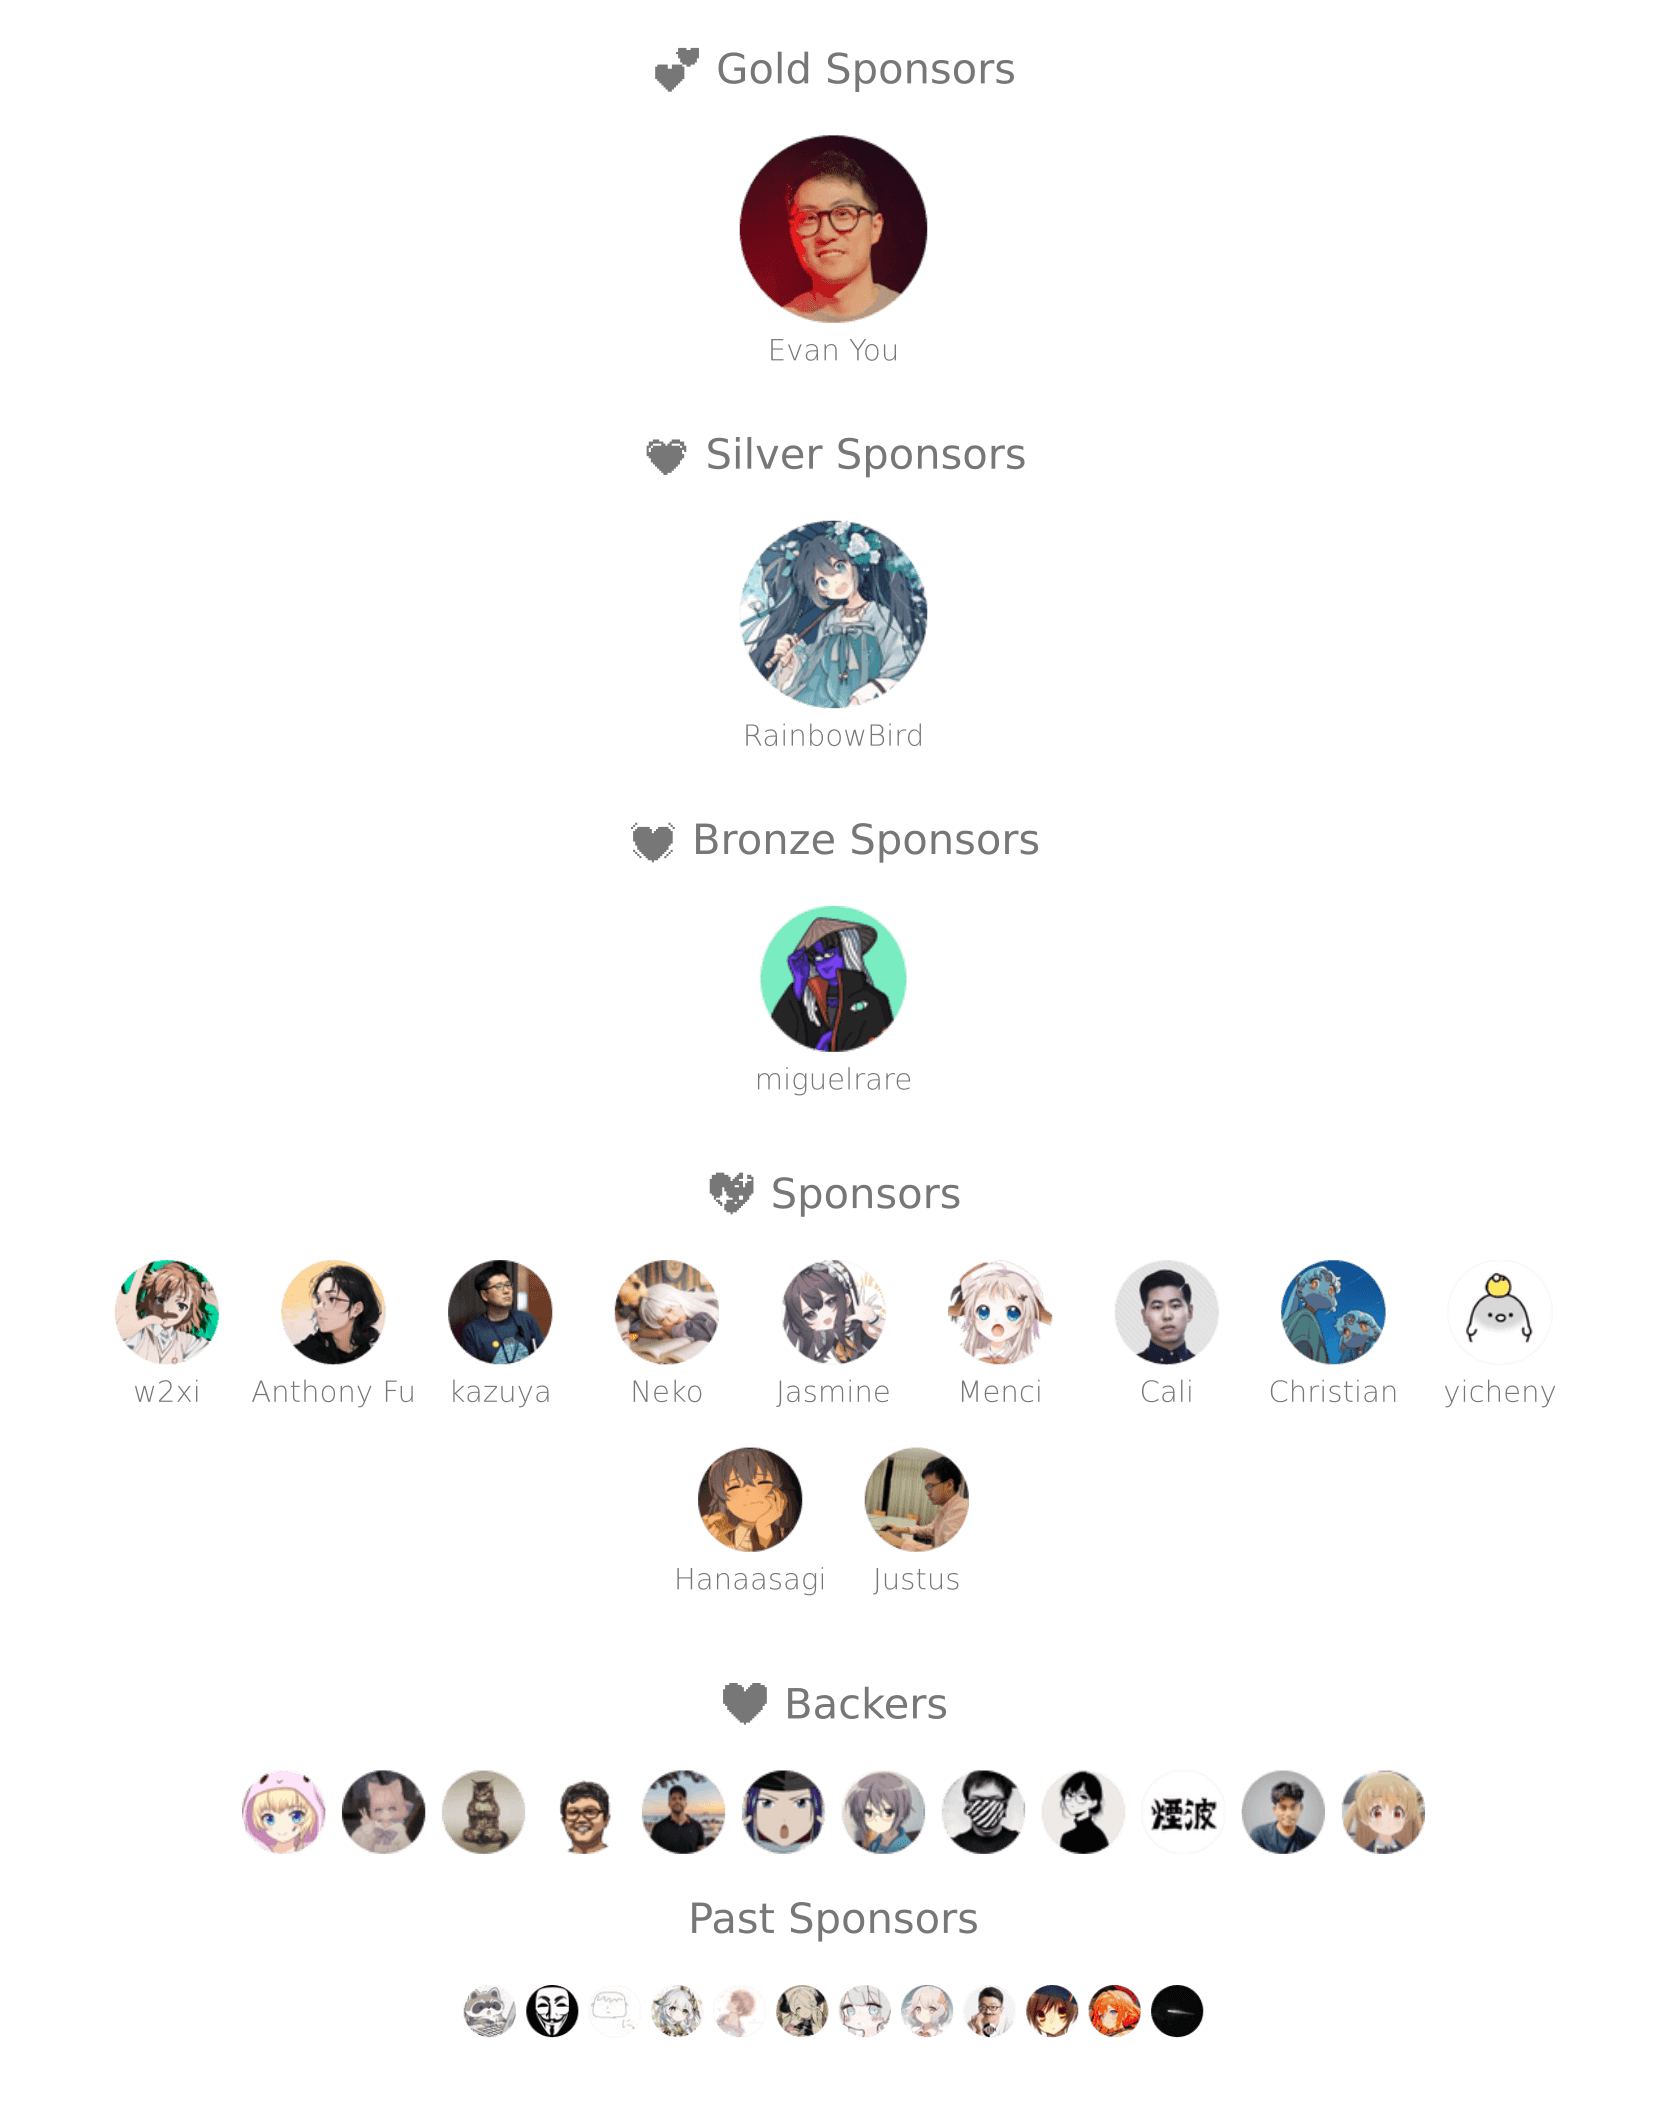 Gold Sponsors
Evan You
Silver Sponsors
RainbowBird
Bronze Sponsors
miguelrare
Sponsors
w2xi Anthony Fu kazuya Neko Jasmine Menci Cali Christian yicheny
Hanaasagi Justus
Backers
煙波
Past Sponsors